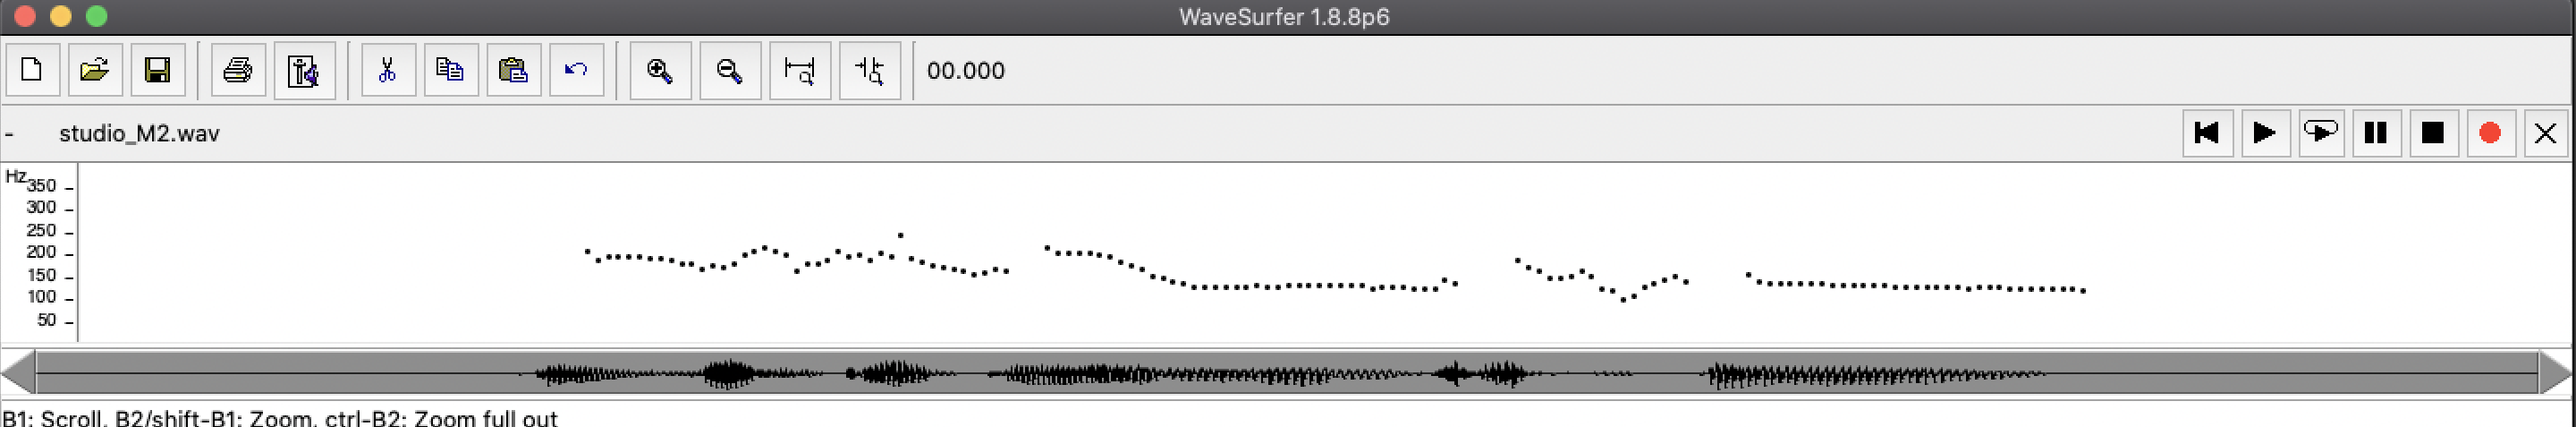 WaveSurfer 1.8.8p6
00.000
- studio_M2.wav
Hz
350
300
250
200
150
100
50
B1: Scroll, B2/shift-B1: Zoom, ctrl-B2: Zoom full out